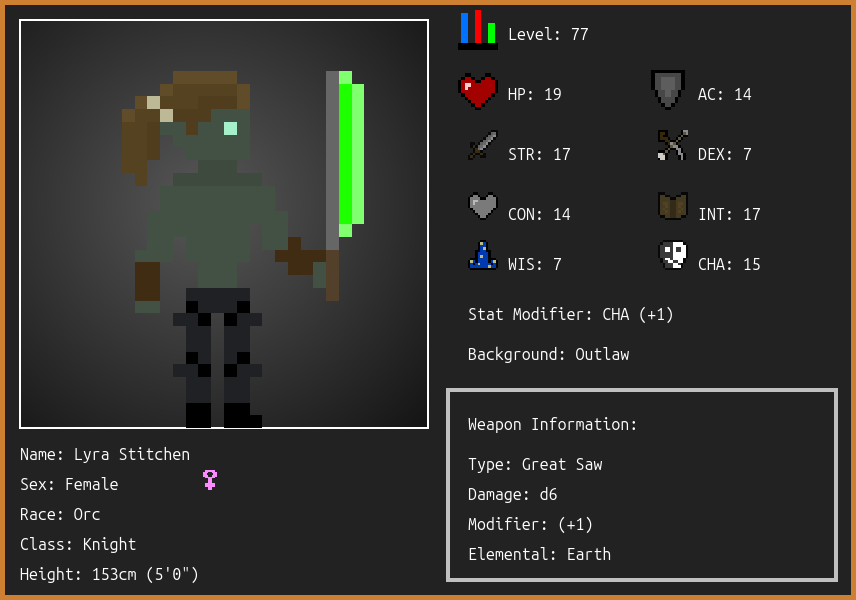 Level: 77
HP: 19
AC: 14
STR: 17
DEX: 7
CON: 14
INT: 17
WIS: 7
CHA: 15
Stat Modifier: CHA (+1)
Background: Outlaw
Weapon Information:
Type: Great Saw
Damage: d6
Modifier: (+1)
Elemental: Earth
Name: Lyra Stitchen
Sex: Female
Race: Orc
Class: Knight
Height: 153cm (5'0")